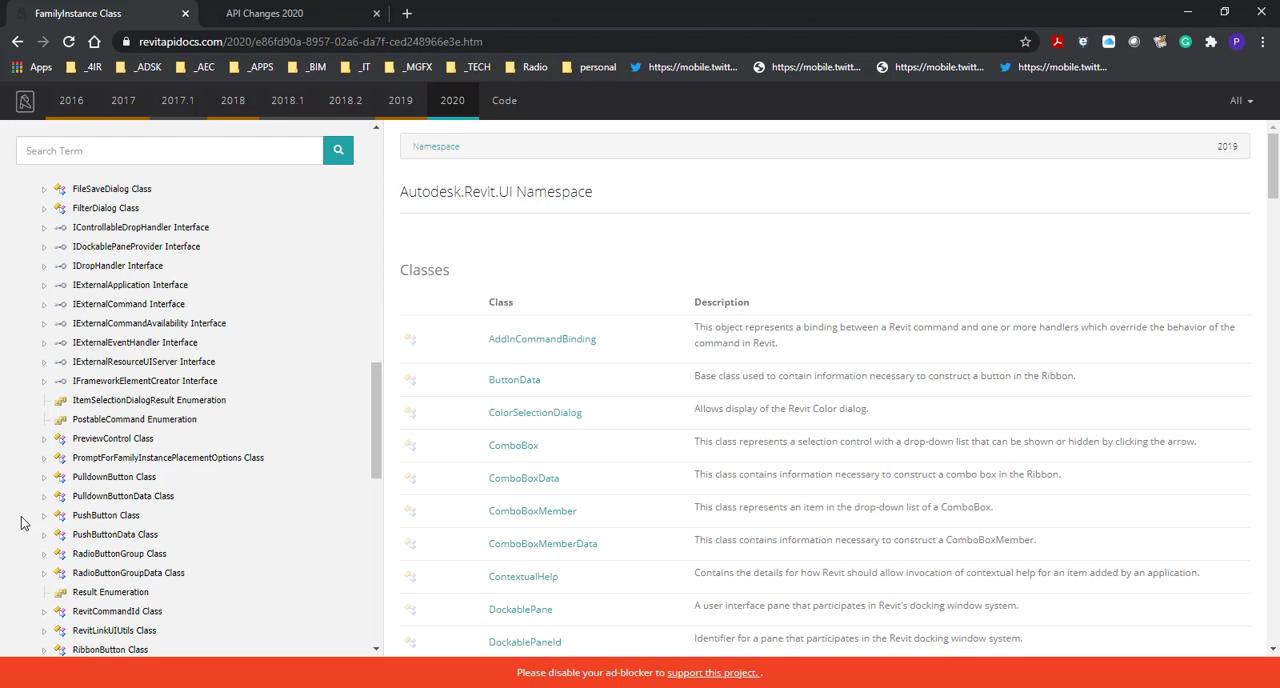 FamilyInstance Class
API Changes 2020
revitapidocs.com/2020/e86fd90a-8957-02a6-da7f-ced248966e3e.htm
P
Apps _4IR _ADSK _AEC _APPS _BIM _IT _MGFX _TECH Radio personal https://mobile.twitt... https://mobile.twitt... https://mobile.twitt... https://mobile.twitt...
2016 2017 2017.1 2018 2018.1 2018.2 2019 2020 Code All
Search Term
FileSaveDialog Class
FilterDialog Class
IControllableDropHandler Interface
IDockablePaneProvider Interface
IDropHandler Interface
IExternalApplication Interface
IExternalCommand Interface
IExternalCommandAvailability Interface
IExternalEventHandler Interface
IExternalResourceUIServer Interface
IFrameworkElementCreator Interface
ItemSelectionDialogResult Enumeration
PostableCommand Enumeration
PreviewControl Class
PromptForFamilyInstancePlacementOptions Class
PulldownButton Class
PulldownButtonData Class
PushButton Class
PushButtonData Class
RadioButtonGroup Class
RadioButtonGroupData Class
Result Enumeration
RevitCommandId Class
RevitLinkUIUtils Class
RibbonButton Class
Namespace 2019
Autodesk.Revit.UI Namespace
Classes
Class Description
AddInCommandBinding This object represents a binding between a Revit command and one or more handlers which override the behavior of the
command in Revit.
ButtonData Base class used to contain information necessary to construct a button in the Ribbon.
ColorSelectionDialog Allows display of the Revit Color dialog.
ComboBox This class represents a selection control with a drop-down list that can be shown or hidden by clicking the arrow.
ComboBoxData This class contains information necessary to construct a combo box in the Ribbon.
ComboBoxMember This class represents an item in the drop-down list of a ComboBox.
ComboBoxMemberData This class contains information necessary to construct a ComboBoxMember.
ContextualHelp Contains the details for how Revit should allow invocation of contextual help for an item added by an application.
DockablePane A user interface pane that participates in Revit's docking window system.
DockablePaneId Identifier for a pane that participates in the Revit docking window system.
Please disable your ad-blocker to support this project. .